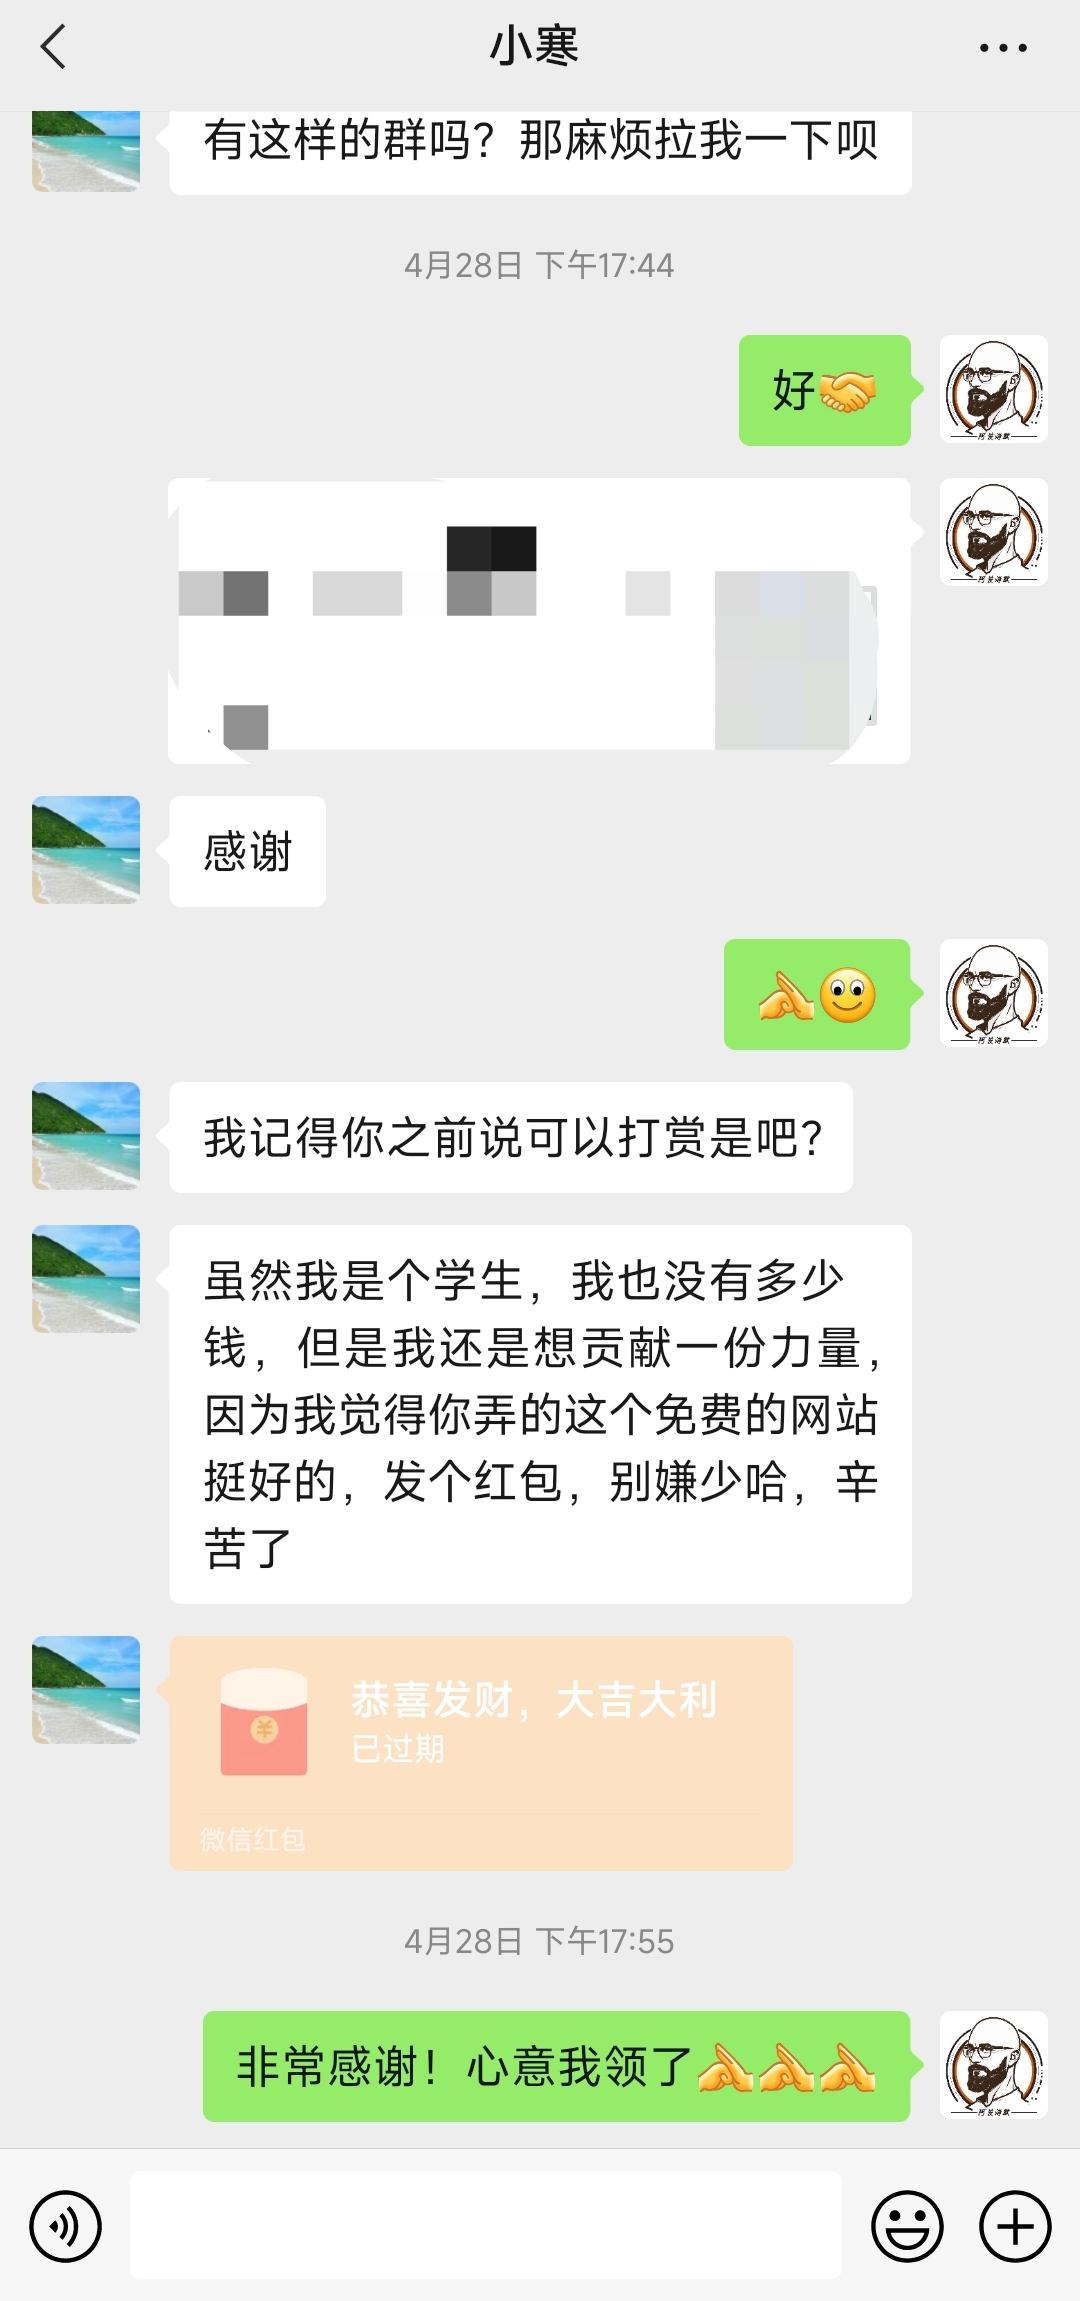 小寒
有这样的群吗？那麻烦拉我一下呗
4月28日 下午17:44
好🤝
感谢
我记得你之前说可以打赏是吧？
虽然我是个学生，我也没有多少
钱，但是我还是想贡献一份力量，
因为我觉得你弄的这个免费的网站
挺好的，发个红包，别嫌少哈，辛
苦了
恭喜发财，大吉大利
已过期
微信红包
4月28日 下午17:55
非常感谢！心意我领了